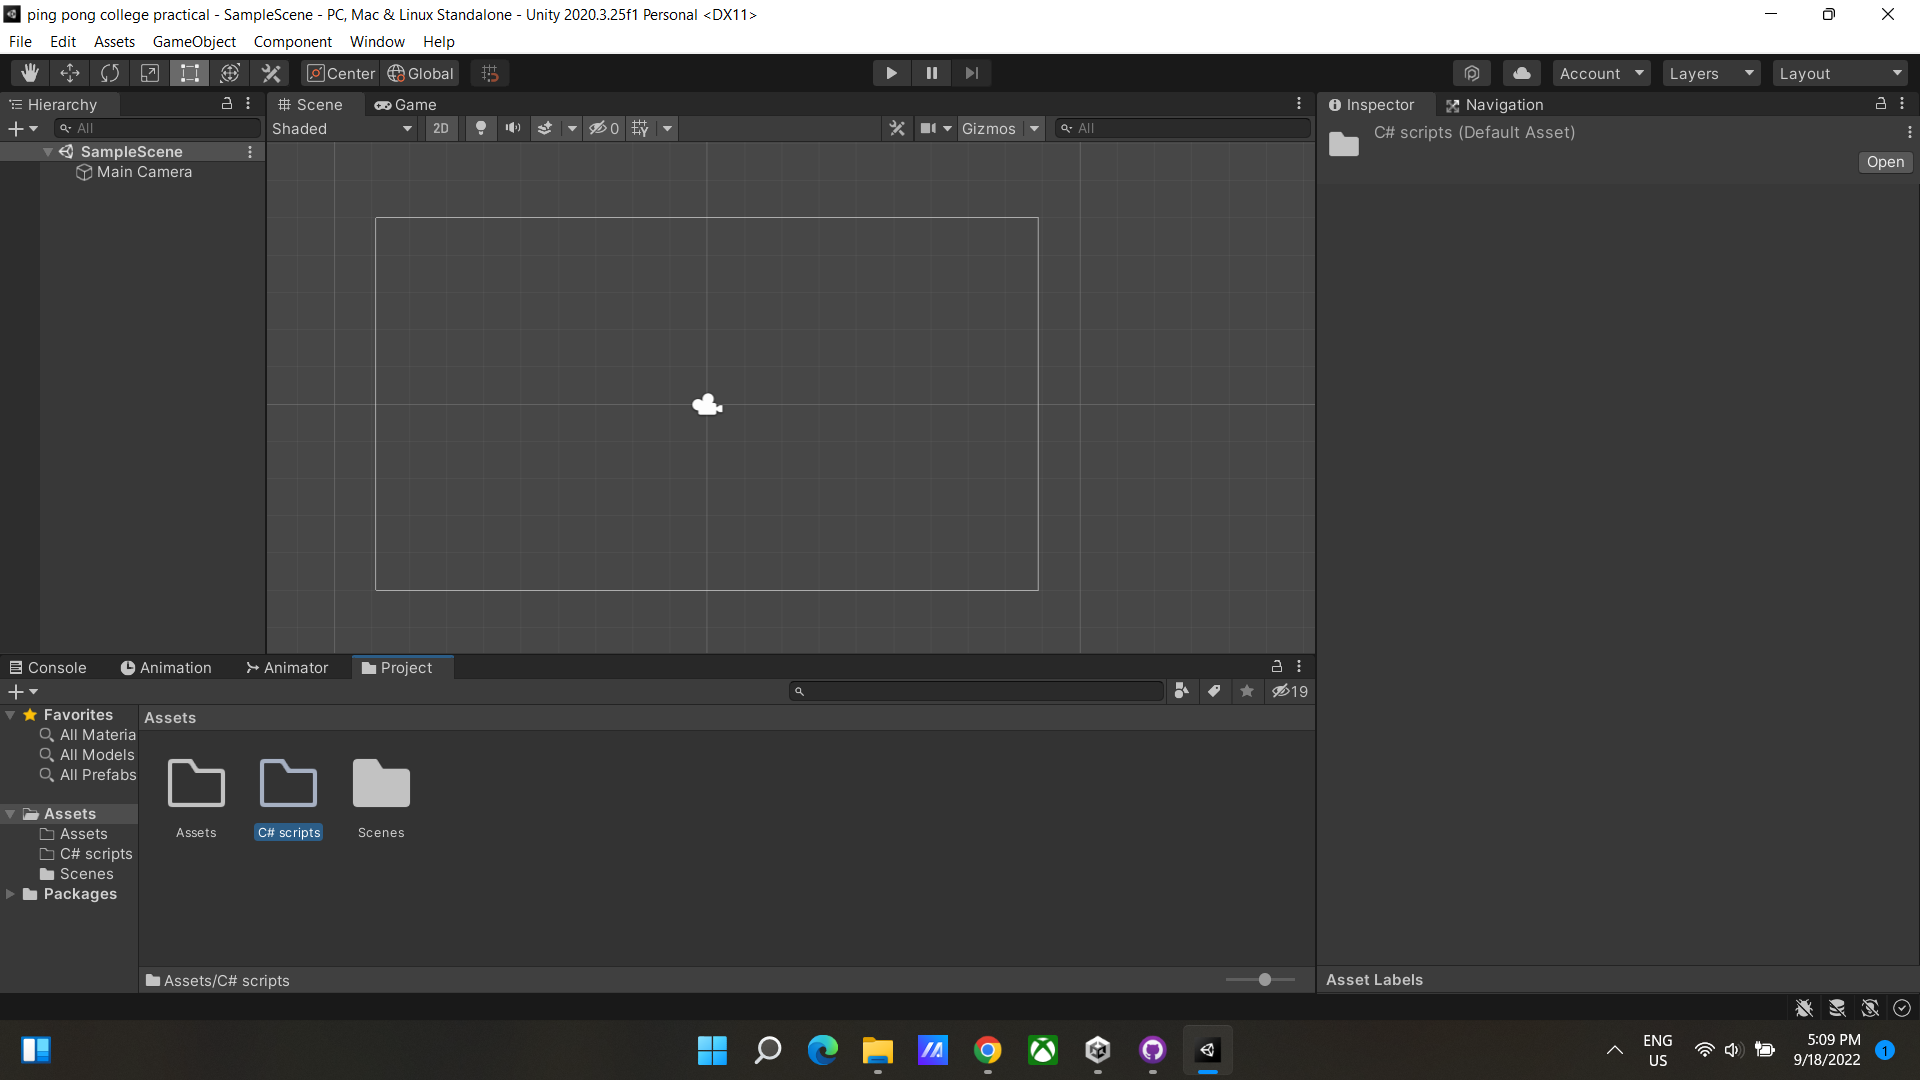 ping pong college practical - SampleScene - PC, Mac & Linux Standalone - Unity 2020.3.25f1 Personal <DX11>
File Edit Assets GameObject Component Window Help
Center Global Account Layers Layout
Hierarchy
All
SampleScene
Main Camera
Scene Game
Shaded 2D 0 Gizmos All
Inspector Navigation
C# scripts (Default Asset)
Open
Console Animation Animator Project
19
Favorites
All Materia
All Models
All Prefabs
Assets
Assets
C# scripts
Scenes
Packages
Assets
Assets C# scripts Scenes
Assets/C# scripts
Asset Labels
ENG
US
5:09 PM
9/18/2022
1